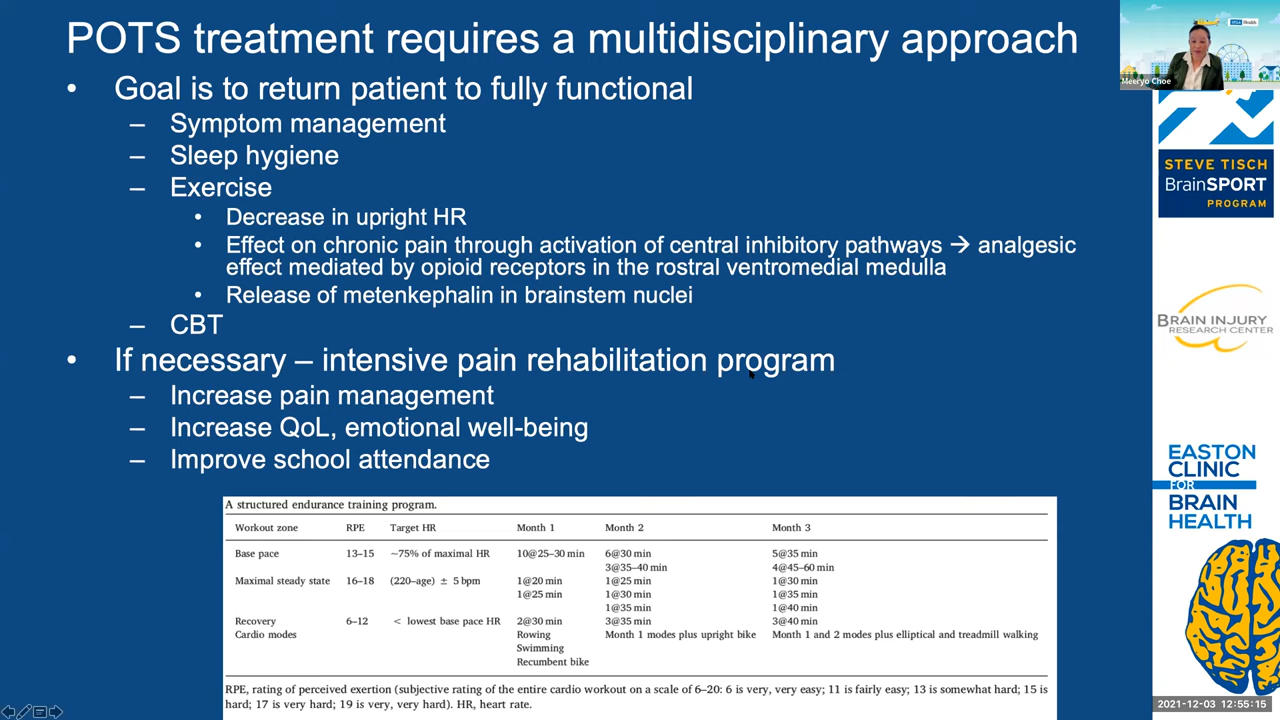 POTS treatment requires a multidisciplinary approach
• Goal is to return patient to fully functional
– Symptom management
– Sleep hygiene
– Exercise
• Decrease in upright HR
• Effect on chronic pain through activation of central inhibitory pathways → analgesic
effect mediated by opioid receptors in the rostral ventromedial medulla
• Release of metenkephalin in brainstem nuclei
– CBT
• If necessary – intensive pain rehabilitation program
– Increase pain management
– Increase QoL, emotional well-being
– Improve school attendance
A structured endurance training program.
Workout zone RPE Target HR Month 1 Month 2 Month 3
Base pace 13–15 ~75% of maximal HR 10@25–30 min 6@30 min 5@35 min
3@35–40 min 4@45–60 min
Maximal steady state 16–18 (220–age) ± 5 bpm 1@20 min 1@25 min 1@30 min
1@25 min 1@30 min 1@35 min
1@35 min 1@40 min
Recovery 6–12 < lowest base pace HR 2@30 min 3@35 min 3@40 min
Cardio modes Rowing Month 1 modes plus upright bike Month 1 and 2 modes plus elliptical and treadmill walking
Swimming
Recumbent bike
RPE, rating of perceived exertion (subjective rating of the entire cardio workout on a scale of 6–20: 6 is very, very easy; 11 is fairly easy; 13 is somewhat hard; 15 is
hard; 17 is very hard; 19 is very, very hard). HR, heart rate.
Meeryo Choe
STEVE TISCH
BrainSPORT
PROGRAM
BRAIN INJURY
RESEARCH CENTER
EASTON
CLINIC
FOR
BRAIN
HEALTH
2021-12-03 12:55:15